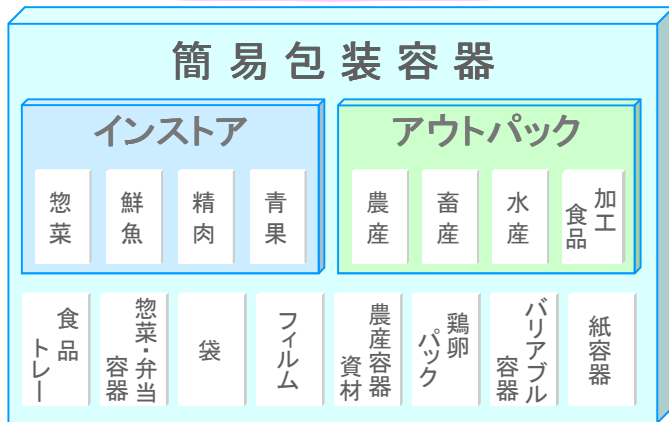 簡易包装容器
インストア
アウトパック
惣菜
鮮魚
精肉
青果
農産
畜産
水産
加工
食品
食品
トレー
惣菜・弁当
容器
袋
フィルム
農産容器
資材
鶏卵
パック
バリアブル
容器
紙容器